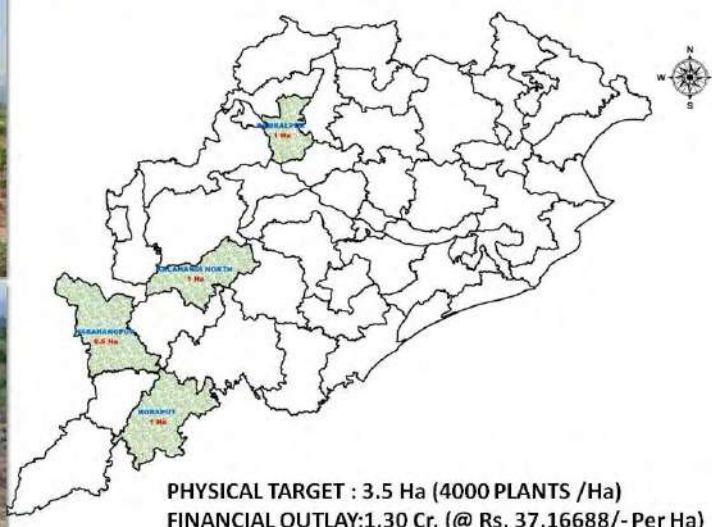 N
W
S
SAMBALPUR
1 Ha
KALAHANDI NORTH
1 Ha
NABARANGPUR
0.5 Ha
KORAPUT
1 Ha
PHYSICAL TARGET : 3.5 Ha (4000 PLANTS /Ha)
FINANCIAL OUTLAY:1.30 Cr. (@ Rs. 37.16688/- Per Ha)